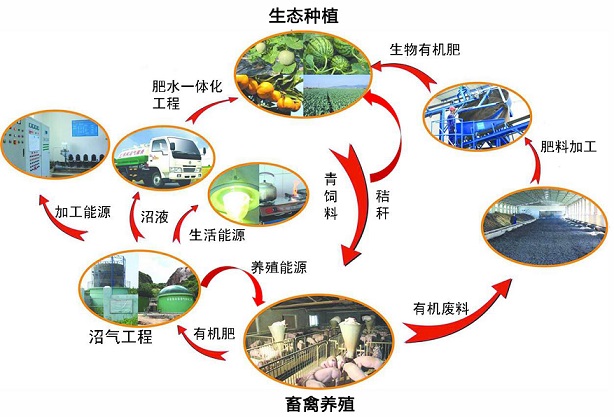 生态种植
生物有机肥
肥水一体化
工程
肥料加工
青饲料
秸秆
加工能源
沼液
生活能源
养殖能源
沼气工程
有机肥
有机废料
畜禽养殖